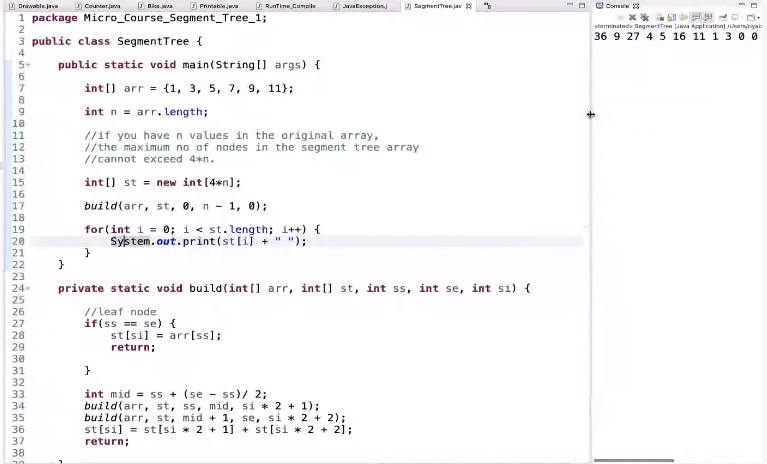 Drawable.java Counter.java Bike.java Printable.java RunTime_Compile JavaException.j SegmentTree.jav
Console
1 package Micro_Course_Segment_Tree_1;
2
3 public class SegmentTree {
4
5 public static void main(String[] args) {
6
7 int[] arr = {1, 3, 5, 7, 9, 11};
8
9 int n = arr.length;
10
11 //if you have n values in the original array,
12 //the maximum no of nodes in the segment tree array
13 //cannot exceed 4*n.
14
15 int[] st = new int[4*n];
16
17 build(arr, st, 0, n - 1, 0);
18
19 for(int i = 0; i < st.length; i++) {
20 System.out.print(st[i] + " ");
21 }
22 }
23
24 private static void build(int[] arr, int[] st, int ss, int se, int si) {
25
26 //leaf node
27 if(ss == se) {
28 st[si] = arr[ss];
29 return;
30
31 }
32
33 int mid = ss + (se - ss)/ 2;
34 build(arr, st, ss, mid, si * 2 + 1);
35 build(arr, st, mid + 1, se, si * 2 + 2);
36 st[si] = st[si * 2 + 1] + st[si * 2 + 2];
37 return;
38
<terminated> SegmentTree [Java Application] /Users/riyab
36 9 27 4 5 16 11 1 3 0 0